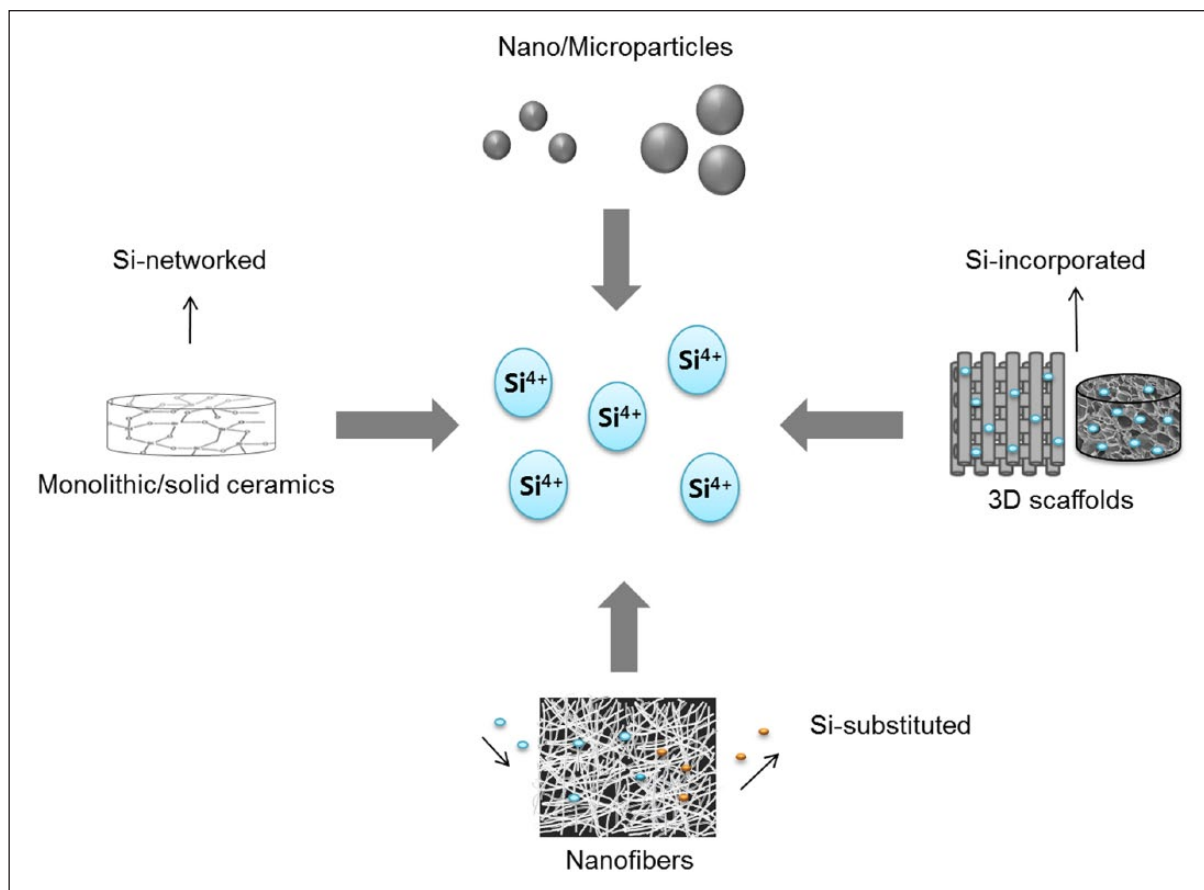 Nano/Microparticles
Si-networked
Si-incorporated
Si⁴⁺
Si⁴⁺
Si⁴⁺
Si⁴⁺
Si⁴⁺
Monolithic/solid ceramics
3D scaffolds
Si-substituted
Nanofibers